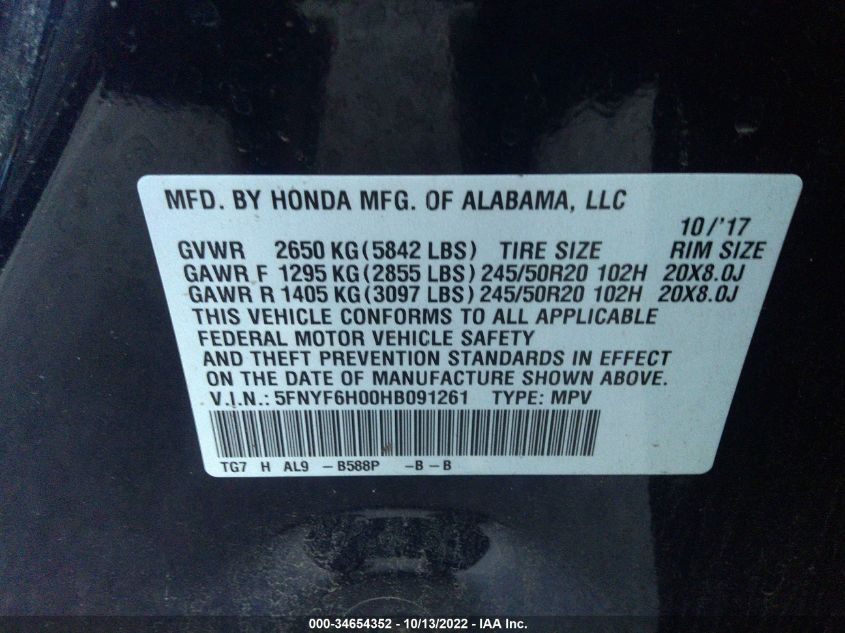 MFD. BY HONDA MFG. OF ALABAMA, LLC
10/'17
GVWR 2650 KG(5842 LBS) TIRE SIZE RIM SIZE
GAWR F 1295 KG(2855 LBS) 245/50R20 102H 20X8.0J
GAWR R 1405 KG(3097 LBS) 245/50R20 102H 20X8.0J
THIS VEHICLE CONFORMS TO ALL APPLICABLE
FEDERAL MOTOR VEHICLE SAFETY
AND THEFT PREVENTION STANDARDS IN EFFECT
ON THE DATE OF MANUFACTURE SHOWN ABOVE.
V.I.N.: 5FNYF6H00HB091261 TYPE: MPV
TG7 H AL9 -B588P -B-B
000-34654352 - 10/13/2022 - IAA Inc.